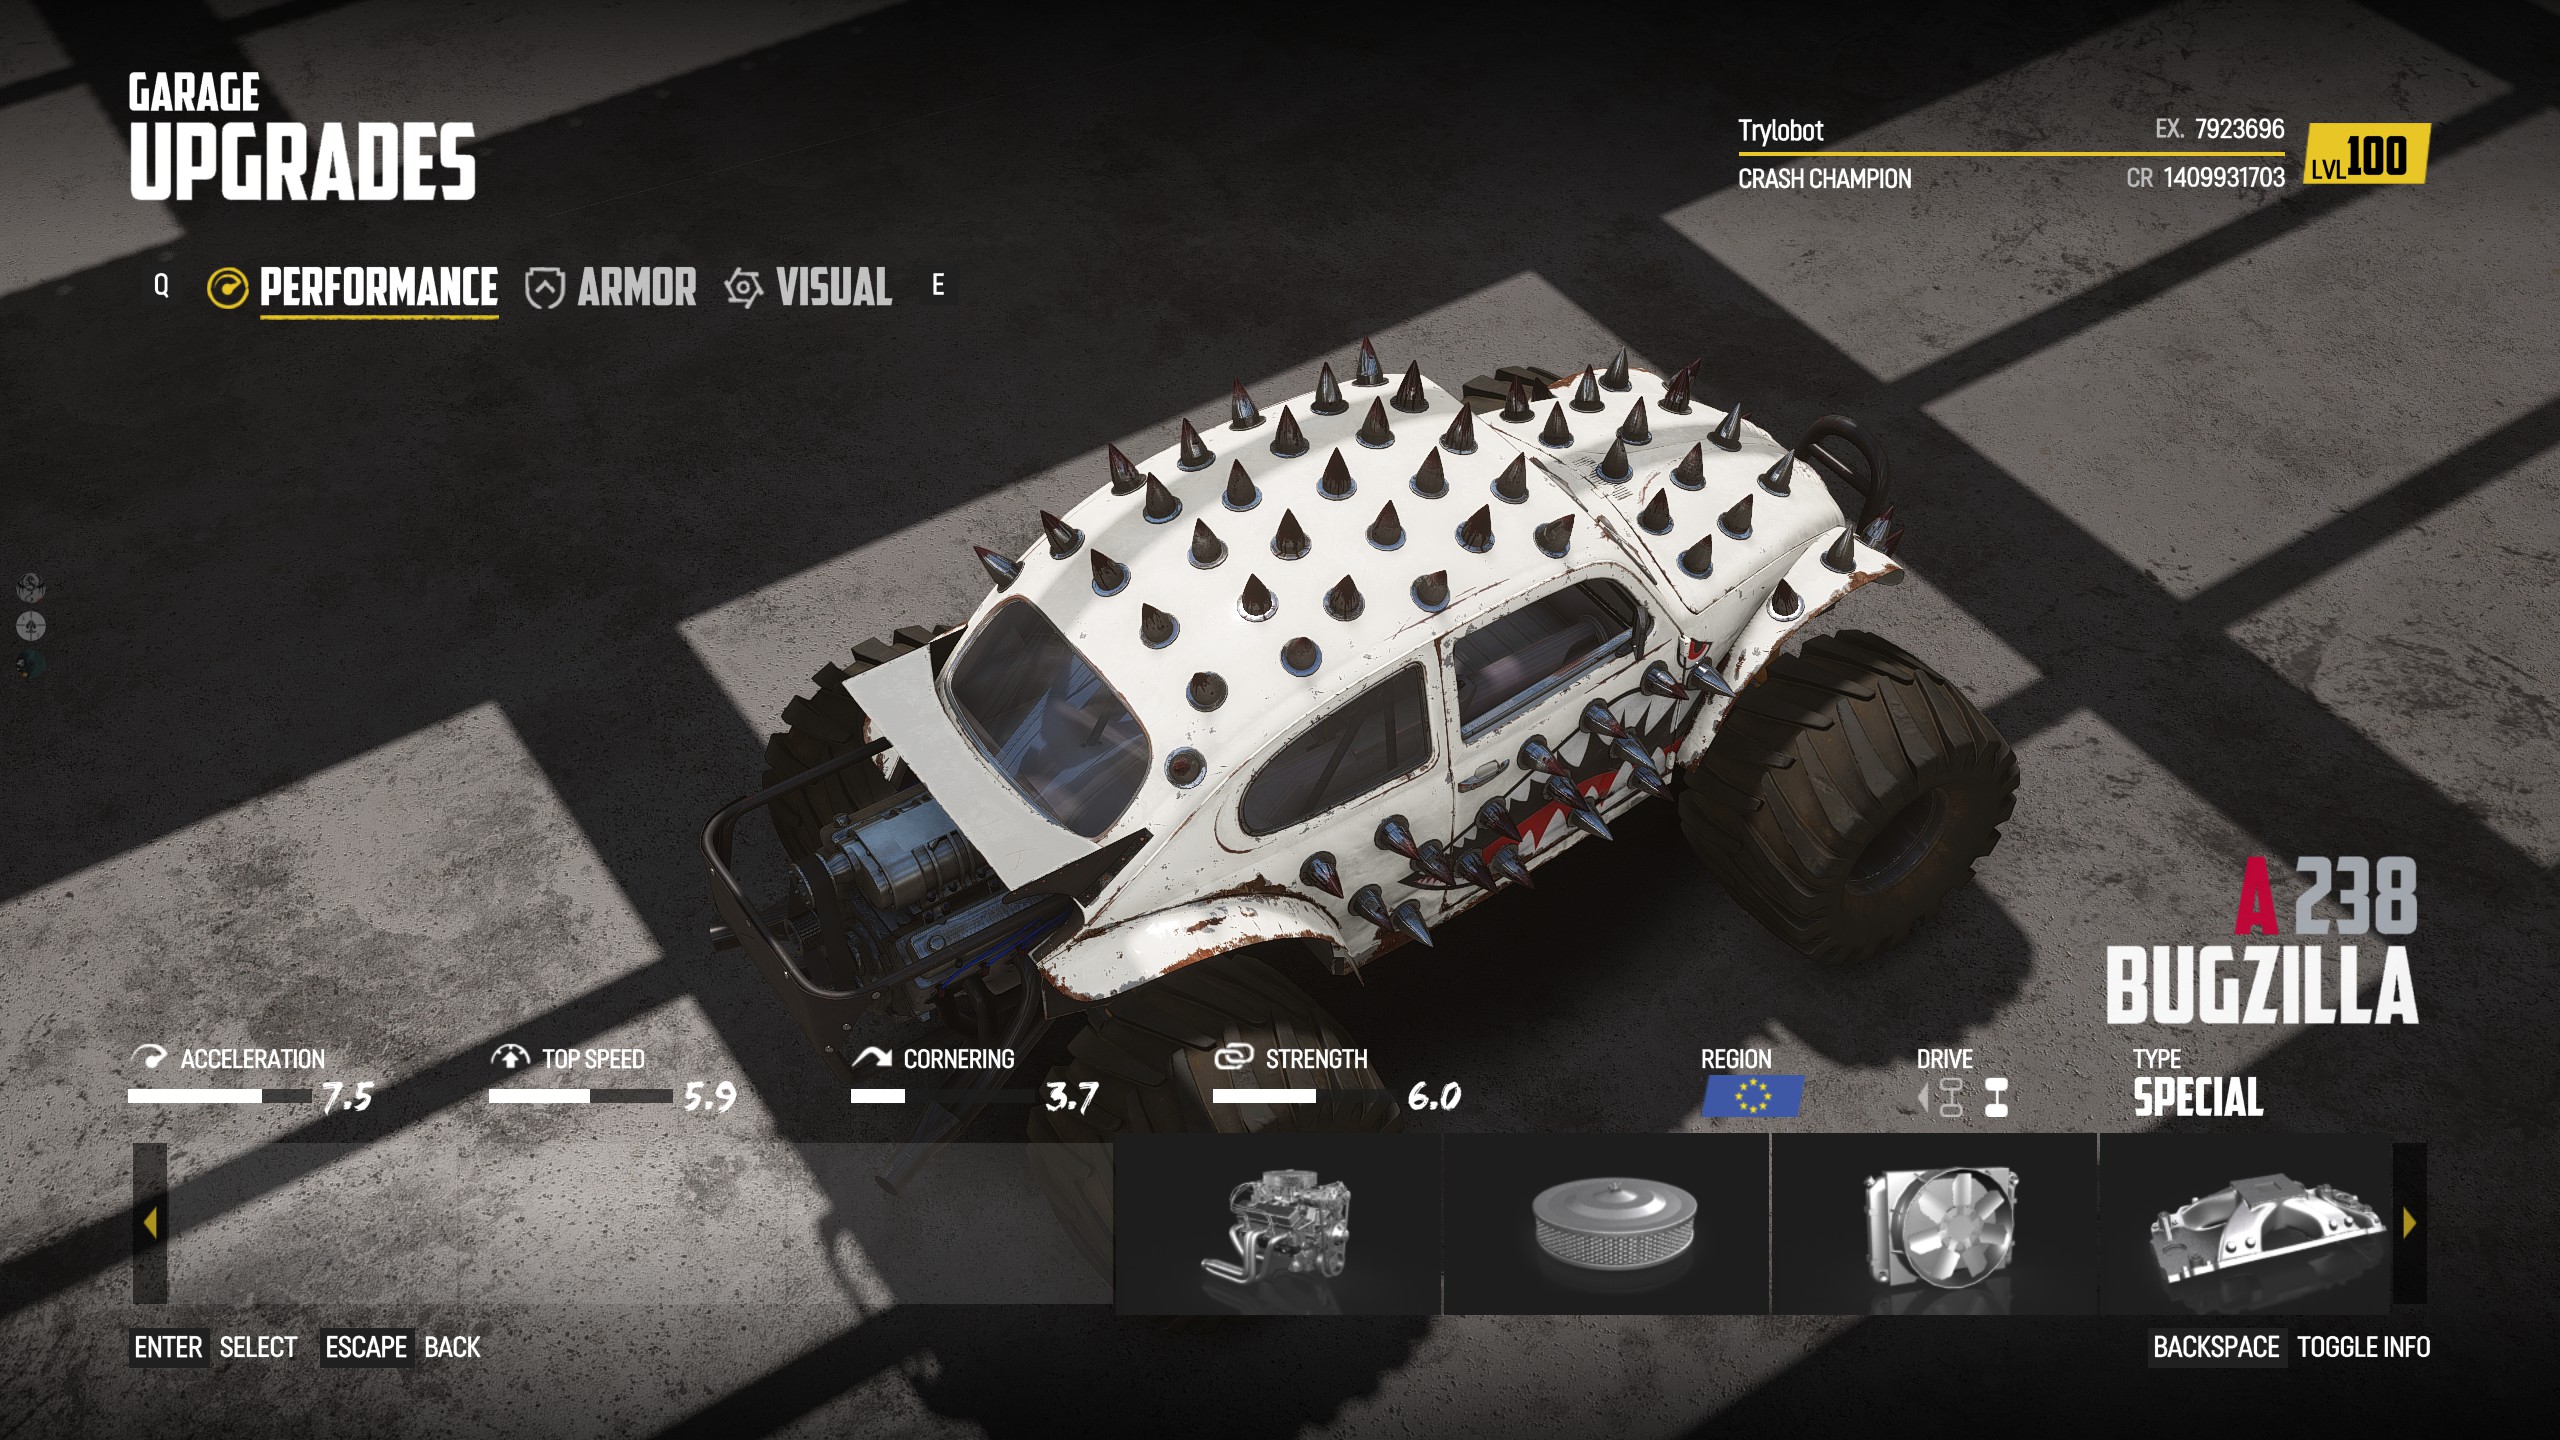 GARAGE
UPGRADES
Trylobot EX. 7923696
CRASH CHAMPION CR 1409931703
LVL 100
Q PERFORMANCE ARMOR VISUAL E
A 238
BUGZILLA
ACCELERATION 7.5
TOP SPEED 5.9
CORNERING 3.7
STRENGTH 6.0
REGION
DRIVE
TYPE
SPECIAL
ENTER SELECT ESCAPE BACK
BACKSPACE TOGGLE INFO